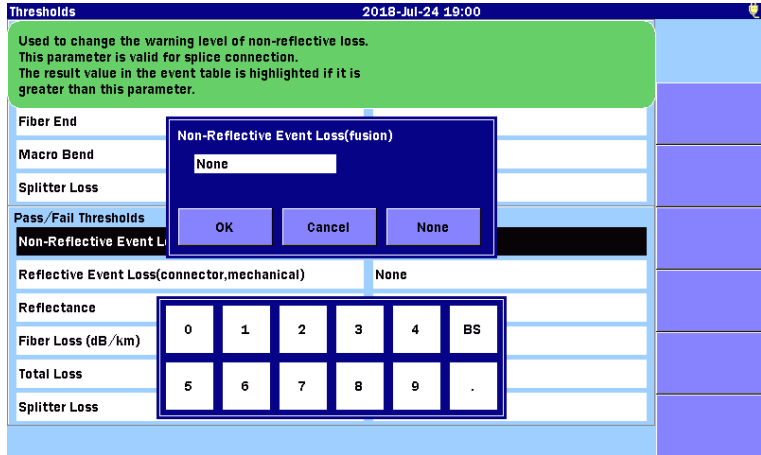 Thresholds 2018-Jul-24 19:00
Used to change the warning level of non-reflective loss.
This parameter is valid for splice connection.
The result value in the event table is highlighted if it is
greater than this parameter.
Fiber End
Macro Bend
Splitter Loss
Non-Reflective Event Loss(fusion)
None
OK Cancel None
Pass/Fail Thresholds
Non-Reflective Event L
Reflective Event Loss(connector,mechanical) None
Reflectance
Fiber Loss (dB/km)
Total Loss
Splitter Loss
0 1 2 3 4 BS
5 6 7 8 9 .